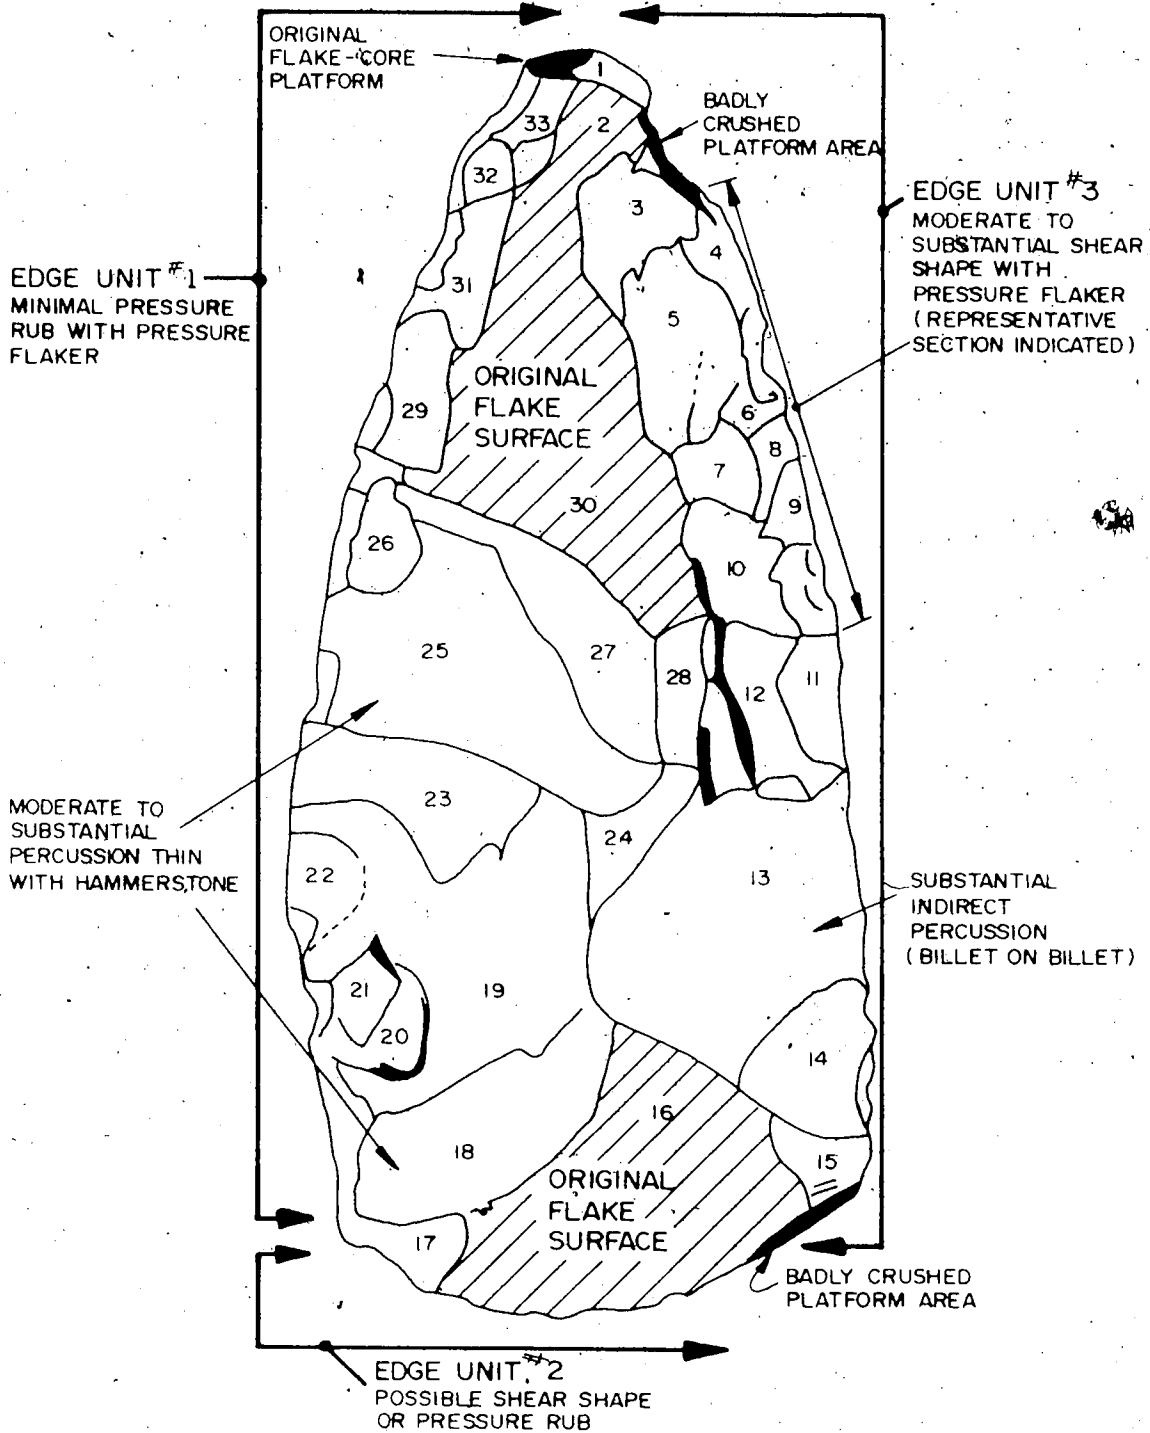 ORIGINAL
FLAKE-CORE
PLATFORM
1
33
2
BADLY
CRUSHED
PLATFORM AREA
32
3
EDGE UNIT #3
MODERATE TO
SUBSTANTIAL SHEAR
SHAPE WITH
PRESSURE FLAKER
(REPRESENTATIVE
SECTION INDICATED)
4
EDGE UNIT #1
MINIMAL PRESSURE
RUB WITH PRESSURE
FLAKER
31
5
ORIGINAL
FLAKE
SURFACE
29
6
8
7
30
9
26
10
25
27
28
12
11
MODERATE TO
SUBSTANTIAL
PERCUSSION THIN
WITH HAMMERSTONE
23
24
22
13
SUBSTANTIAL
INDIRECT
PERCUSSION
(BILLET ON BILLET)
21
19
20
14
16
18
15
ORIGINAL
FLAKE
SURFACE
17
BADLY CRUSHED
PLATFORM AREA
EDGE UNIT #2
POSSIBLE SHEAR SHAPE
OR PRESSURE RUB